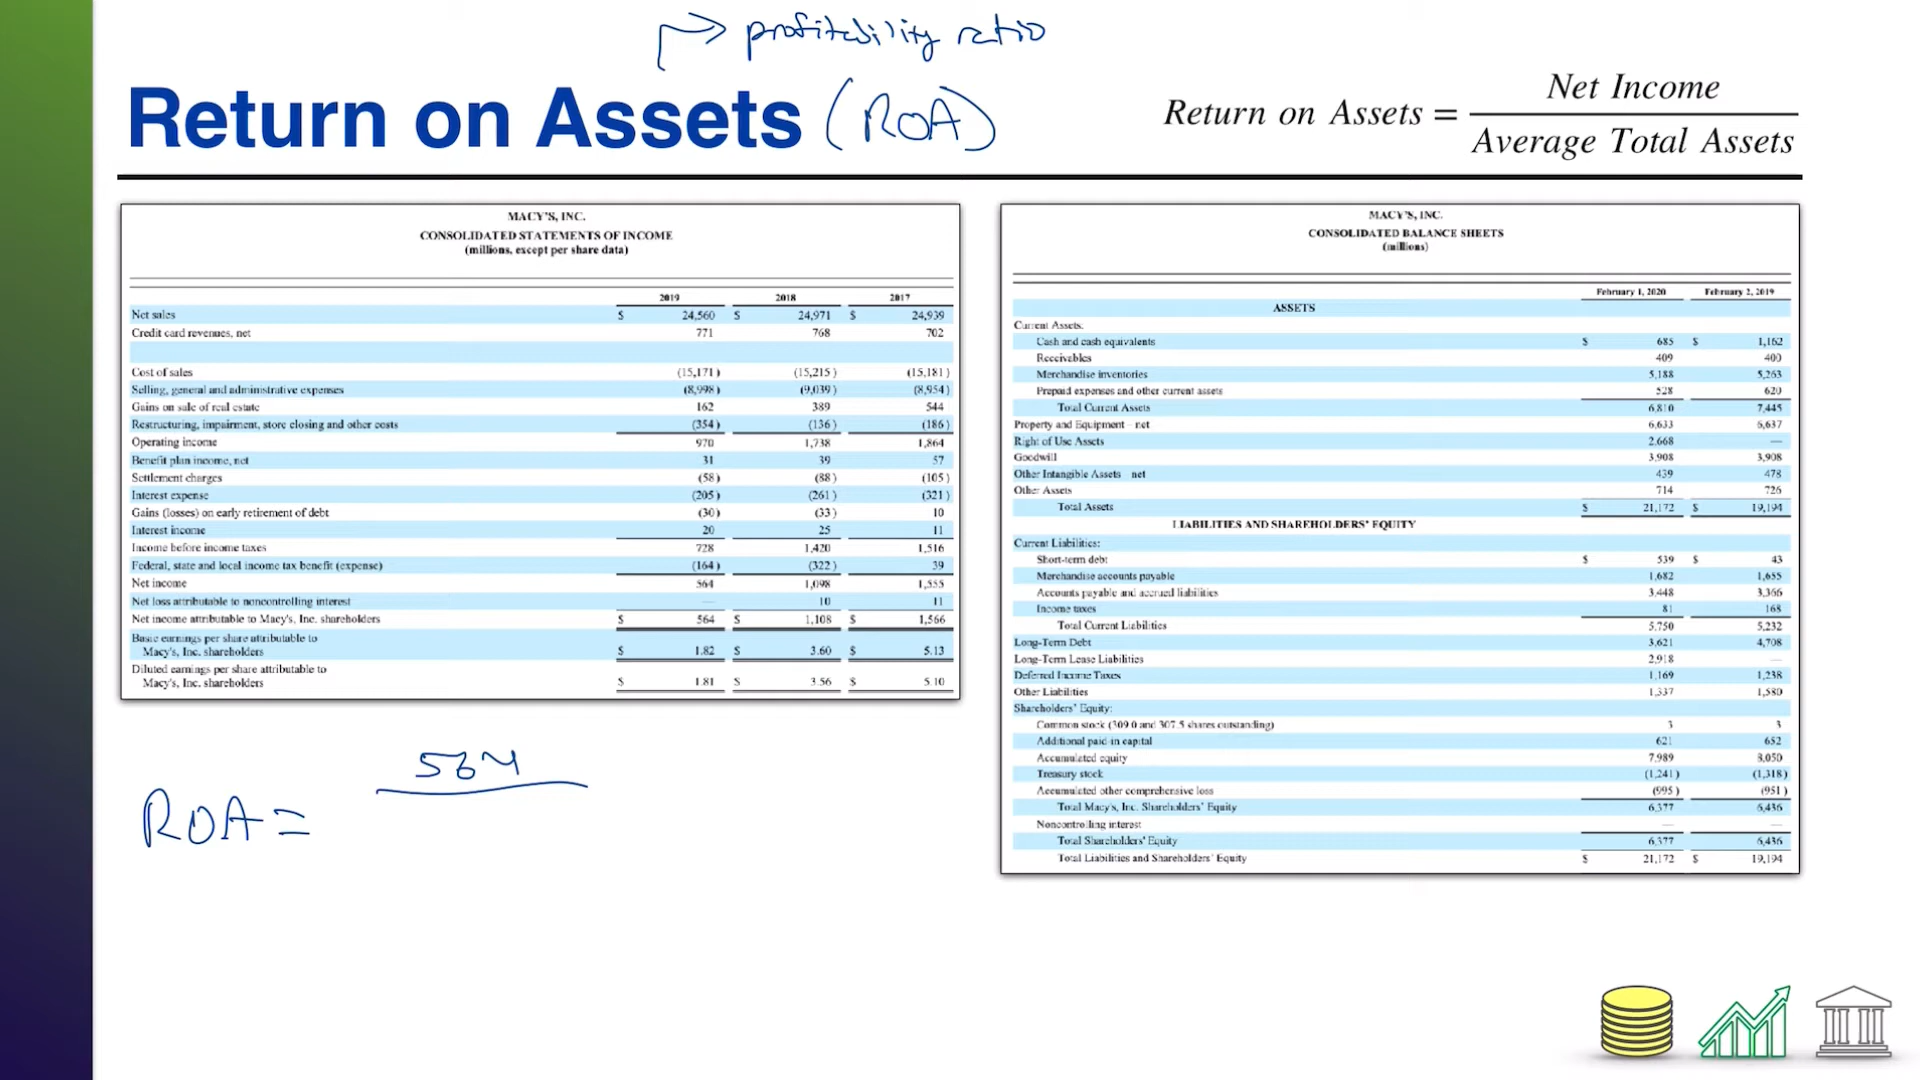 profitability ratio
Return on Assets (ROA)
Return on Assets = Net Income
Average Total Assets
MACY'S, INC.
CONSOLIDATED STATEMENTS OF INCOME
(millions, except per share data)
2019 2018 2017
Net sales $ 24,560 $ 24,971 $ 24,939
Credit card revenues, net 771 768 702
Cost of sales (15,171) (15,215) (15,181)
Selling, general and administrative expenses (8,998) (9,039) (8,954)
Gains on sale of real estate 162 389 544
Restructuring, impairment, store closing and other costs (354) (136) (186)
Operating income 970 1,738 1,864
Benefit plan income, net 31 39 57
Settlement charges (58) (88) (105)
Interest expense (205) (261) (321)
Gains (losses) on early retirement of debt (30) (33) 10
Interest income 20 25 11
Income before income taxes 728 1,420 1,516
Federal, state and local income tax benefit (expense) (164) (322) 39
Net income 564 1,098 1,555
Net loss attributable to noncontrolling interest — 10 11
Net income attributable to Macy's, Inc. shareholders $ 564 $ 1,108 $ 1,566
Basic earnings per share attributable to
Macy's, Inc. shareholders $ 1.82 $ 3.60 $ 5.13
Diluted earnings per share attributable to
Macy's, Inc. shareholders $ 1.81 $ 3.56 $ 5.10
MACY'S, INC.
CONSOLIDATED BALANCE SHEETS
(millions)
February 1, 2020 February 2, 2019
ASSETS
Current Assets:
Cash and cash equivalents $ 685 $ 1,162
Receivables 409 400
Merchandise inventories 5,188 5,263
Prepaid expenses and other current assets 528 620
Total Current Assets 6,810 7,445
Property and Equipment – net 6,633 6,637
Right of Use Assets 2,668 —
Goodwill 3,908 3,908
Other Intangible Assets – net 439 478
Other Assets 714 726
Total Assets $ 21,172 $ 19,194
LIABILITIES AND SHAREHOLDERS' EQUITY
Current Liabilities:
Short-term debt $ 539 $ 43
Merchandise accounts payable 1,682 1,655
Accounts payable and accrued liabilities 3,448 3,366
Income taxes 81 168
Total Current Liabilities 5,750 5,232
Long-Term Debt 3,621 4,708
Long-Term Lease Liabilities 2,918 —
Deferred Income Taxes 1,169 1,238
Other Liabilities 1,337 1,580
Shareholders' Equity:
Common stock (309.0 and 307.5 shares outstanding) 3 3
Additional paid-in capital 621 652
Accumulated equity 7,989 8,050
Treasury stock (1,241) (1,318)
Accumulated other comprehensive loss (995) (951)
Total Macy's, Inc. Shareholders' Equity 6,377 6,436
Noncontrolling interest — —
Total Shareholders' Equity 6,377 6,436
Total Liabilities and Shareholders' Equity $ 21,172 $ 19,194
564
ROA =